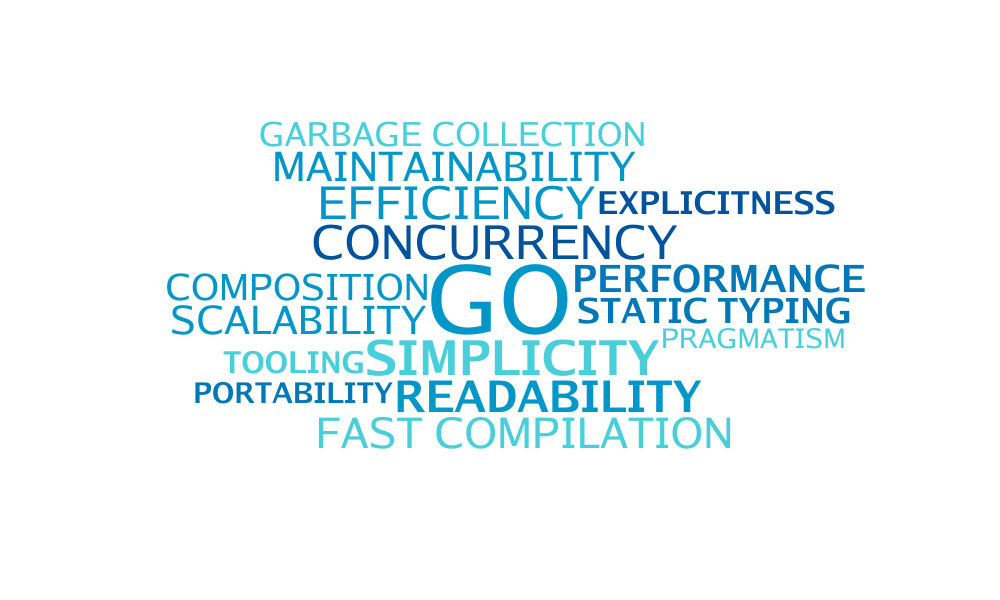 GARBAGE COLLECTION
MAINTAINABILITY
EFFICIENCY
EXPLICITNESS
CONCURRENCY
COMPOSITION
GO
PERFORMANCE
SCALABILITY
STATIC TYPING
TOOLING
SIMPLICITY
PRAGMATISM
PORTABILITY
READABILITY
FAST COMPILATION